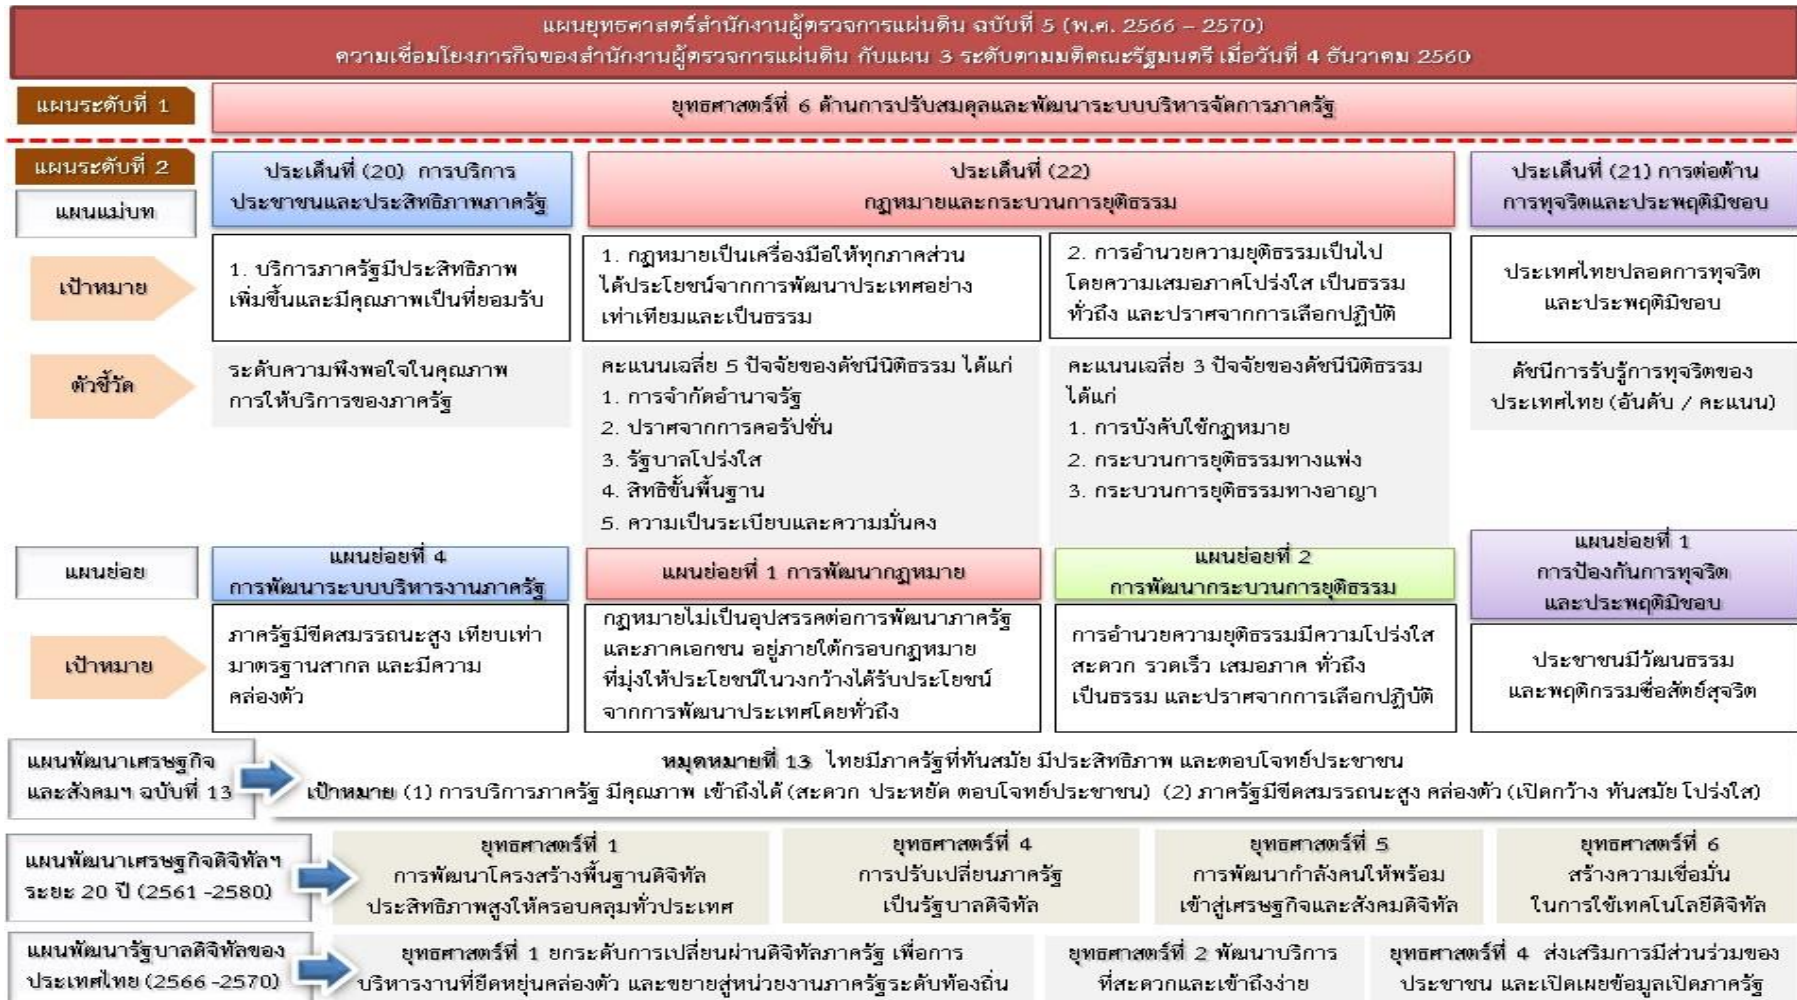 แผนยุทธศาสตร์สำนักงานผู้ตรวจการแผ่นดิน ฉบับที่ 5 (พ.ศ. 2566 – 2570)
ความเชื่อมโยงภารกิจของสำนักงานผู้ตรวจการแผ่นดิน กับแผน 3 ระดับตามมติคณะรัฐมนตรี เมื่อวันที่ 4 ธันวาคม 2560
แผนระดับที่ 1
ยุทธศาสตร์ที่ 6 ด้านการปรับสมดุลและพัฒนาระบบบริหารจัดการภาครัฐ
แผนระดับที่ 2
แผนแม่บท
ประเด็นที่ (20) การบริการ
ประชาชนและประสิทธิภาพภาครัฐ
ประเด็นที่ (22)
กฎหมายและกระบวนการยุติธรรม
ประเด็นที่ (21) การต่อต้าน
การทุจริตและประพฤติมิชอบ
เป้าหมาย
1. บริการภาครัฐมีประสิทธิภาพ
เพิ่มขึ้นและมีคุณภาพเป็นที่ยอมรับ
1. กฎหมายเป็นเครื่องมือให้ทุกภาคส่วน
ได้ประโยชน์จากการพัฒนาประเทศอย่าง
เท่าเทียมและเป็นธรรม
2. การอำนวยความยุติธรรมเป็นไป
โดยความเสมอภาคโปร่งใส เป็นธรรม
ทั่วถึง และปราศจากการเลือกปฏิบัติ
ประเทศไทยปลอดการทุจริต
และประพฤติมิชอบ
ตัวชี้วัด
ระดับความพึงพอใจในคุณภาพ
การให้บริการของภาครัฐ
คะแนนเฉลี่ย 5 ปัจจัยของดัชนีนิติธรรม ได้แก่
1. การจำกัดอำนาจรัฐ
2. ปราศจากการคอรัปชั่น
3. รัฐบาลโปร่งใส
4. สิทธิขั้นพื้นฐาน
5. ความเป็นระเบียบและความมั่นคง
คะแนนเฉลี่ย 3 ปัจจัยของดัชนีนิติธรรม
ได้แก่
1. การบังคับใช้กฎหมาย
2. กระบวนการยุติธรรมทางแพ่ง
3. กระบวนการยุติธรรมทางอาญา
ดัชนีการรับรู้การทุจริตของ
ประเทศไทย (อันดับ / คะแนน)
แผนย่อย
แผนย่อยที่ 4
การพัฒนาระบบบริหารงานภาครัฐ
แผนย่อยที่ 1 การพัฒนากฎหมาย
แผนย่อยที่ 2
การพัฒนากระบวนการยุติธรรม
แผนย่อยที่ 1
การป้องกันการทุจริต
และประพฤติมิชอบ
เป้าหมาย
ภาครัฐมีขีดสมรรถนะสูง เทียบเท่า
มาตรฐานสากล และมีความ
คล่องตัว
กฎหมายไม่เป็นอุปสรรคต่อการพัฒนาภาครัฐ
และภาคเอกชน อยู่ภายใต้กรอบกฎหมาย
ที่มุ่งให้ประโยชน์ในวงกว้างได้รับประโยชน์
จากการพัฒนาประเทศโดยทั่วถึง
การอำนวยความยุติธรรมมีความโปร่งใส
สะดวก รวดเร็ว เสมอภาค ทั่วถึง
เป็นธรรม และปราศจากการเลือกปฏิบัติ
ประชาชนมีวัฒนธรรม
และพฤติกรรมซื่อสัตย์สุจริต
แผนพัฒนาเศรษฐกิจ
และสังคมฯ ฉบับที่ 13
หมุดหมายที่ 13 ไทยมีภาครัฐที่ทันสมัย มีประสิทธิภาพ และตอบโจทย์ประชาชน
เป้าหมาย (1) การบริการภาครัฐ มีคุณภาพ เข้าถึงได้ (สะดวก ประหยัด ตอบโจทย์ประชาชน) (2) ภาครัฐมีขีดสมรรถนะสูง คล่องตัว (เปิดกว้าง ทันสมัย โปร่งใส)
แผนพัฒนาเศรษฐกิจดิจิทัลฯ
ระยะ 20 ปี (2561 -2580)
ยุทธศาสตร์ที่ 1
การพัฒนาโครงสร้างพื้นฐานดิจิทัล
ประสิทธิภาพสูงให้ครอบคลุมทั่วประเทศ
ยุทธศาสตร์ที่ 4
การปรับเปลี่ยนภาครัฐ
เป็นรัฐบาลดิจิทัล
ยุทธศาสตร์ที่ 5
การพัฒนากำลังคนให้พร้อม
เข้าสู่เศรษฐกิจและสังคมดิจิทัล
ยุทธศาสตร์ที่ 6
สร้างความเชื่อมั่น
ในการใช้เทคโนโลยีดิจิทัล
แผนพัฒนารัฐบาลดิจิทัลของ
ประเทศไทย (2566 -2570)
ยุทธศาสตร์ที่ 1 ยกระดับการเปลี่ยนผ่านดิจิทัลภาครัฐ เพื่อการ
บริหารงานที่ยืดหยุ่นคล่องตัว และขยายสู่หน่วยงานภาครัฐระดับท้องถิ่น
ยุทธศาสตร์ที่ 2 พัฒนาบริการ
ที่สะดวกและเข้าถึงง่าย
ยุทธศาสตร์ที่ 4 ส่งเสริมการมีส่วนร่วมของ
ประชาชน และเปิดเผยข้อมูลเปิดภาครัฐ